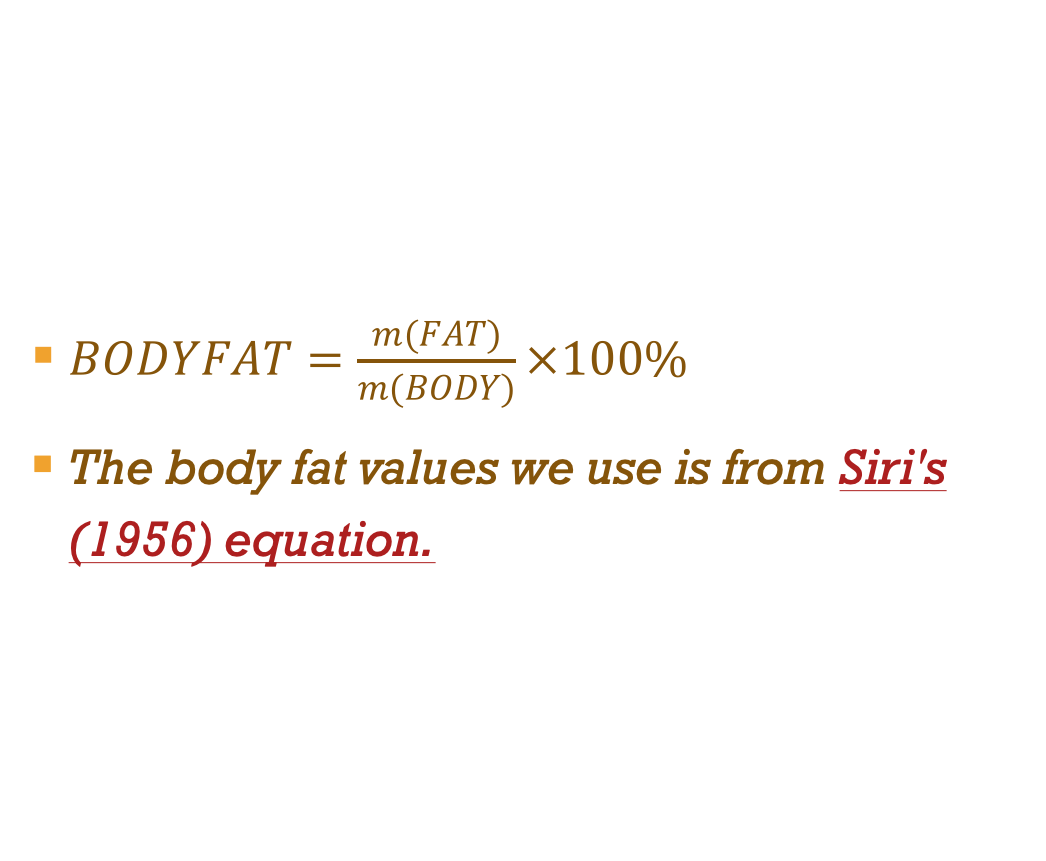 ▪ BODYFAT = m(FAT)/m(BODY) ×100%
▪ The body fat values we use is from Siri's
(1956) equation.